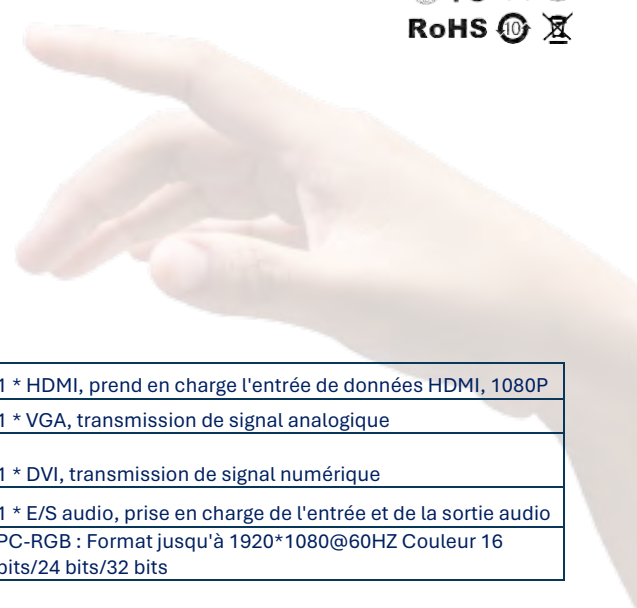 RoHS 10
1 * HDMI, prend en charge l'entrée de données HDMI, 1080P
1 * VGA, transmission de signal analogique
1 * DVI, transmission de signal numérique
1 * E/S audio, prise en charge de l'entrée et de la sortie audio
PC-RGB : Format jusqu'à 1920*1080@60HZ Couleur 16
bits/24 bits/32 bits